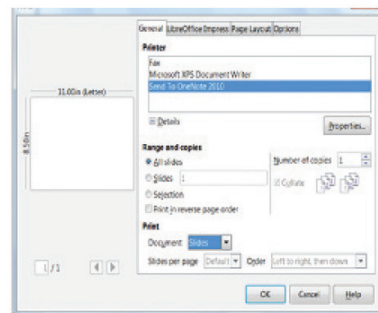 General LibreOffice Impress Page Layout Options
Printer
Fax
Microsoft XPS Document Writer
Send To OneNote 2010
Details
Properties...
11.00in (Letter)
8.50in
Range and copies
All slides
Slides 1
Selection
Print in reverse page order
Number of copies 1
Collate
Print
Document Slides
Slides per page Default Order Left to right, then down
1 / 1
OK Cancel Help